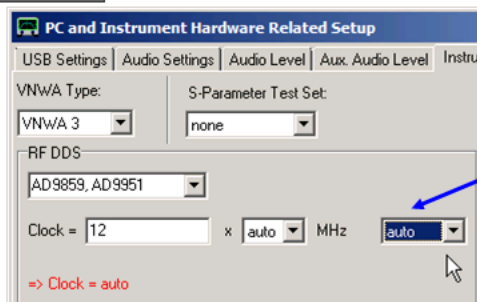 PC and Instrument Hardware Related Setup
USB Settings Audio Settings Audio Level Aux. Audio Level Instru
VNWA Type: S-Parameter Test Set:
VNWA 3 none
RF DDS
AD9859, AD9951
Clock = 12 x auto MHz auto
=> Clock = auto